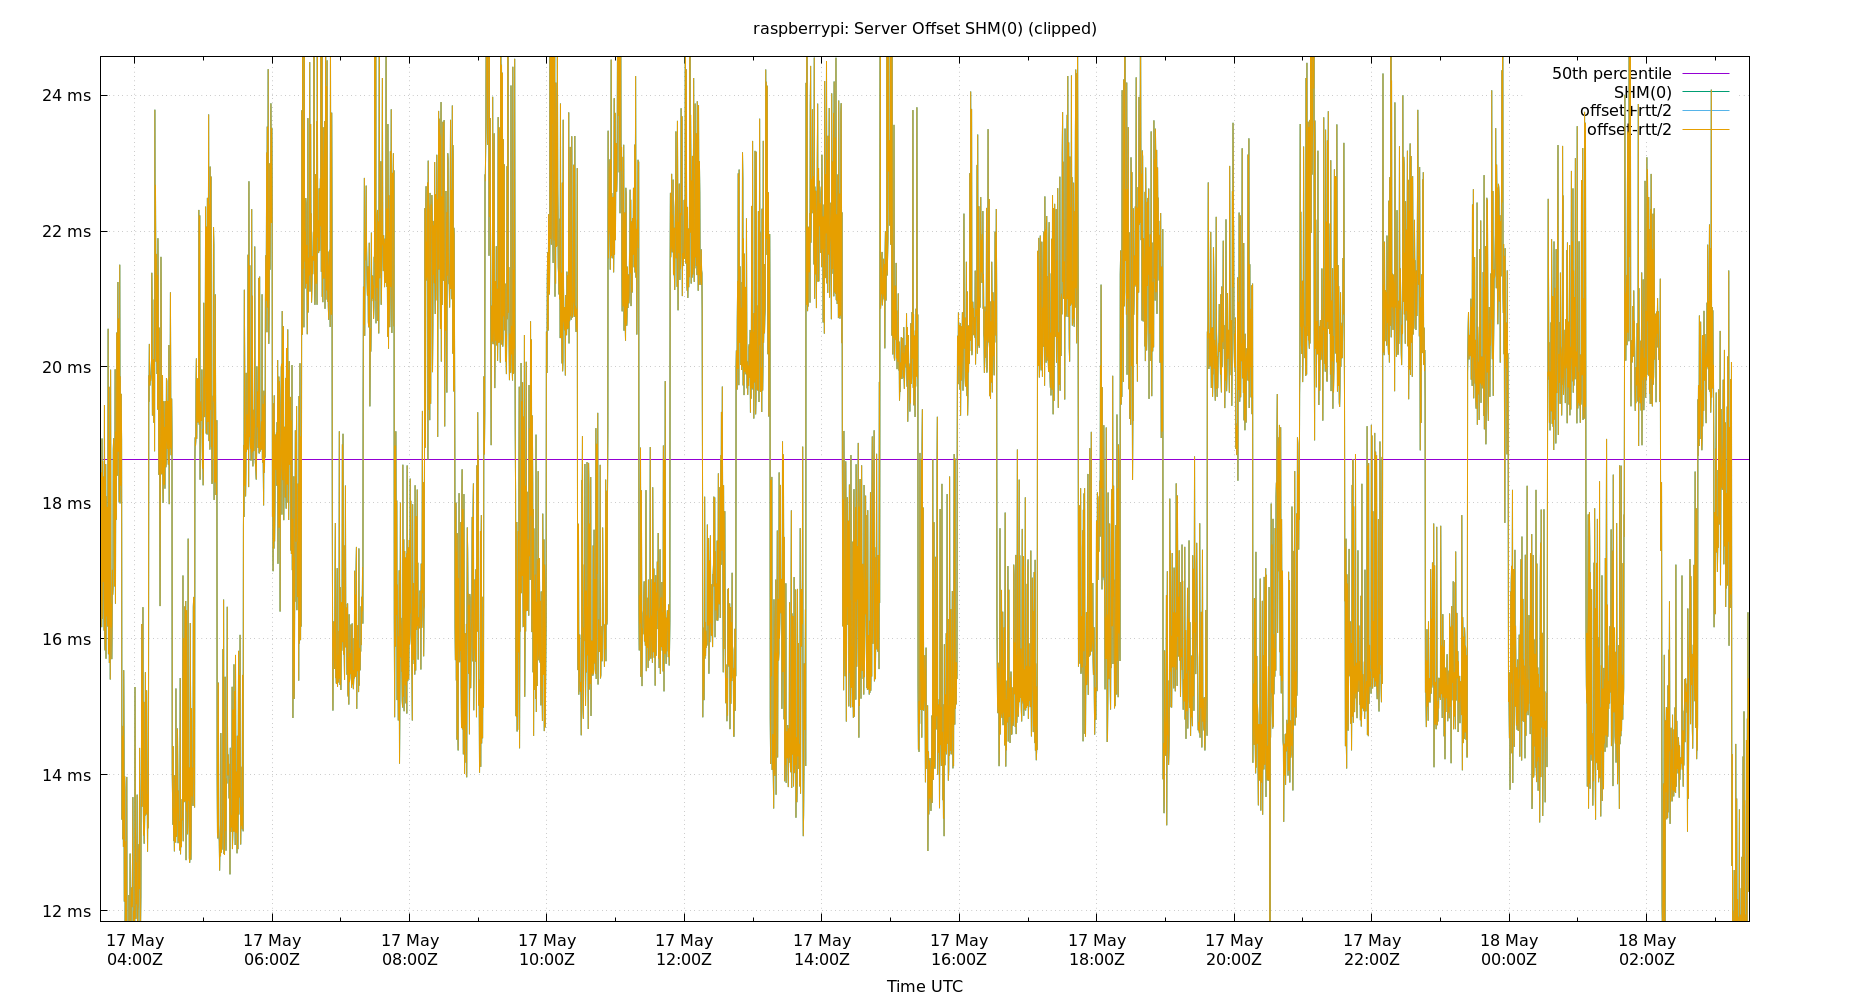 raspberrypi: Server Offset SHM(0) (clipped)
50th percentile
SHM(0)
offset+rtt/2
offset-rtt/2
24 ms
22 ms
20 ms
18 ms
16 ms
14 ms
12 ms
17 May 17 May 17 May 17 May 17 May 17 May 17 May 17 May 17 May 17 May 18 May 18 May
04:00Z 06:00Z 08:00Z 10:00Z 12:00Z 14:00Z 16:00Z 18:00Z 20:00Z 22:00Z 00:00Z 02:00Z
Time UTC